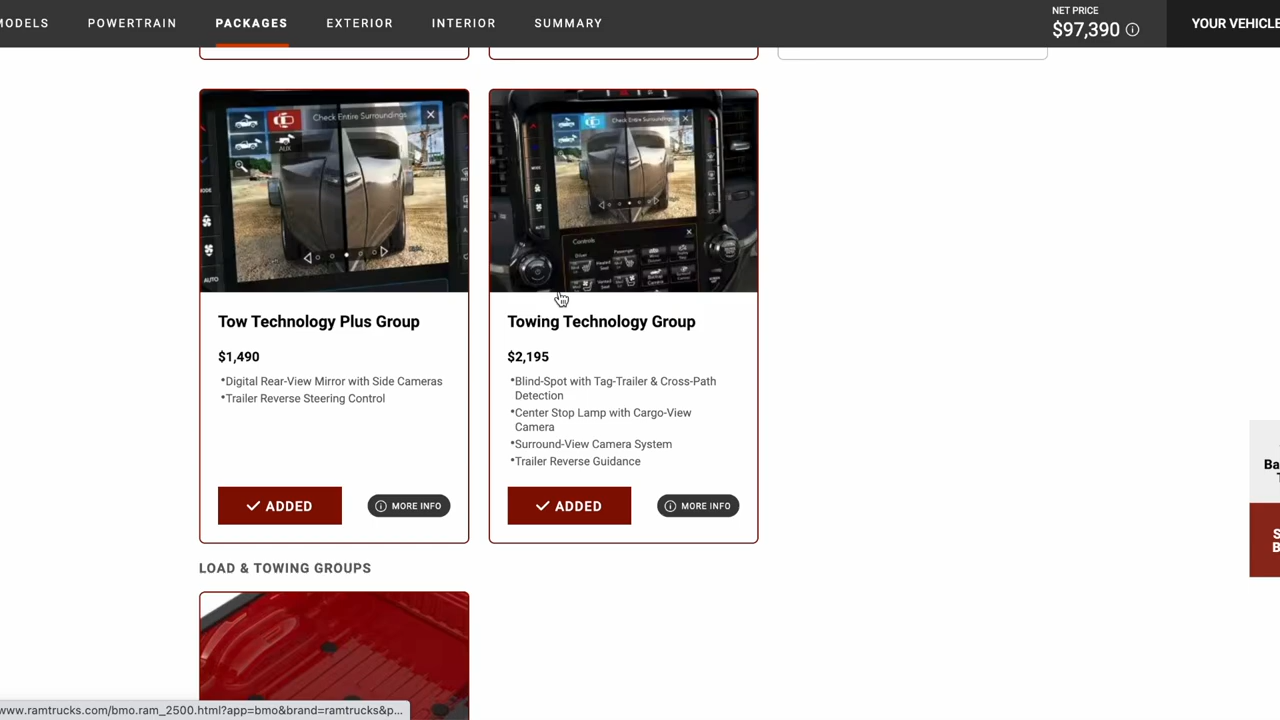 MODELS POWERTRAIN PACKAGES EXTERIOR INTERIOR SUMMARY
NET PRICE
$97,390
YOUR VEHICLE
Check Entire Surroundings
AUX
AUTO
Check Entire Surroundings
Controls
Tow Technology Plus Group
$1,490
•Digital Rear-View Mirror with Side Cameras
•Trailer Reverse Steering Control
ADDED
MORE INFO
Towing Technology Group
$2,195
•Blind-Spot with Tag-Trailer & Cross-Path
Detection
•Center Stop Lamp with Cargo-View
Camera
•Surround-View Camera System
•Trailer Reverse Guidance
ADDED
MORE INFO
Ba
T
S
B
LOAD & TOWING GROUPS
www.ramtrucks.com/bmo.ram_2500.html?app=bmo&brand=ramtrucks&p...